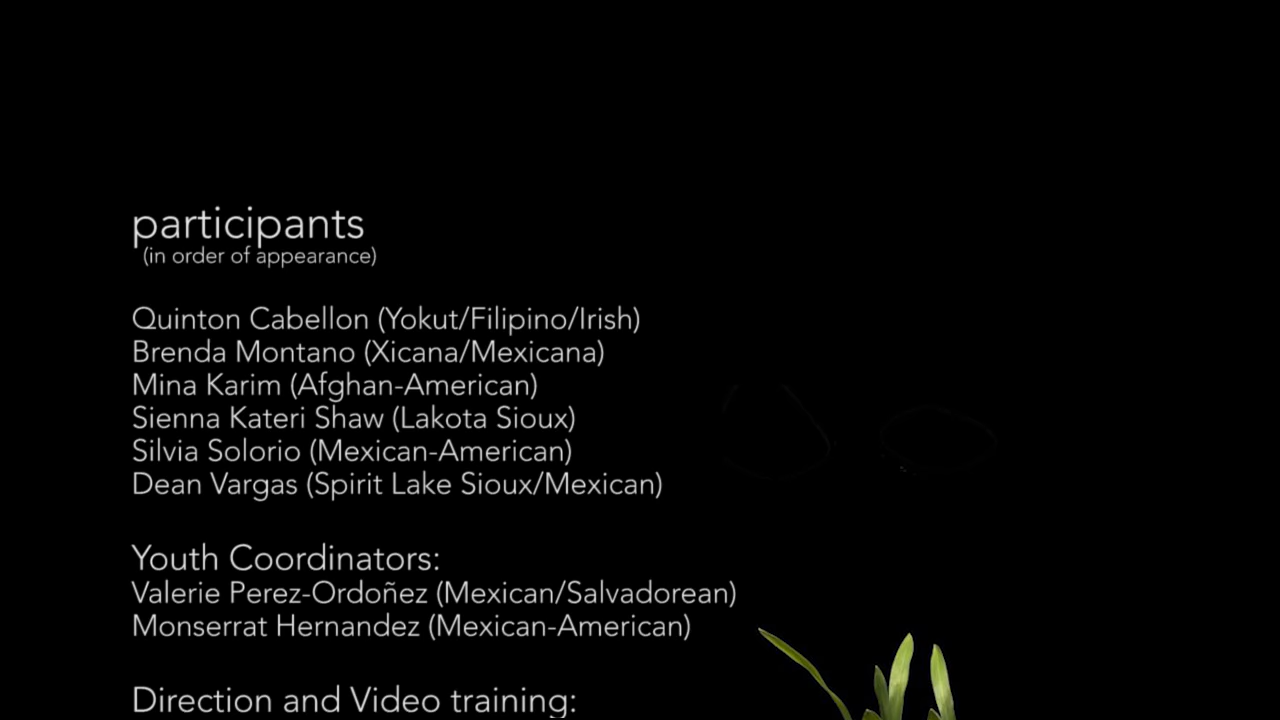 participants
(in order of appearance)
Quinton Cabellon (Yokut/Filipino/Irish)
Brenda Montano (Xicana/Mexicana)
Mina Karim (Afghan-American)
Sienna Kateri Shaw (Lakota Sioux)
Silvia Solorio (Mexican-American)
Dean Vargas (Spirit Lake Sioux/Mexican)
Youth Coordinators:
Valerie Perez-Ordoñez (Mexican/Salvadorean)
Monserrat Hernandez (Mexican-American)
Direction and Video training: